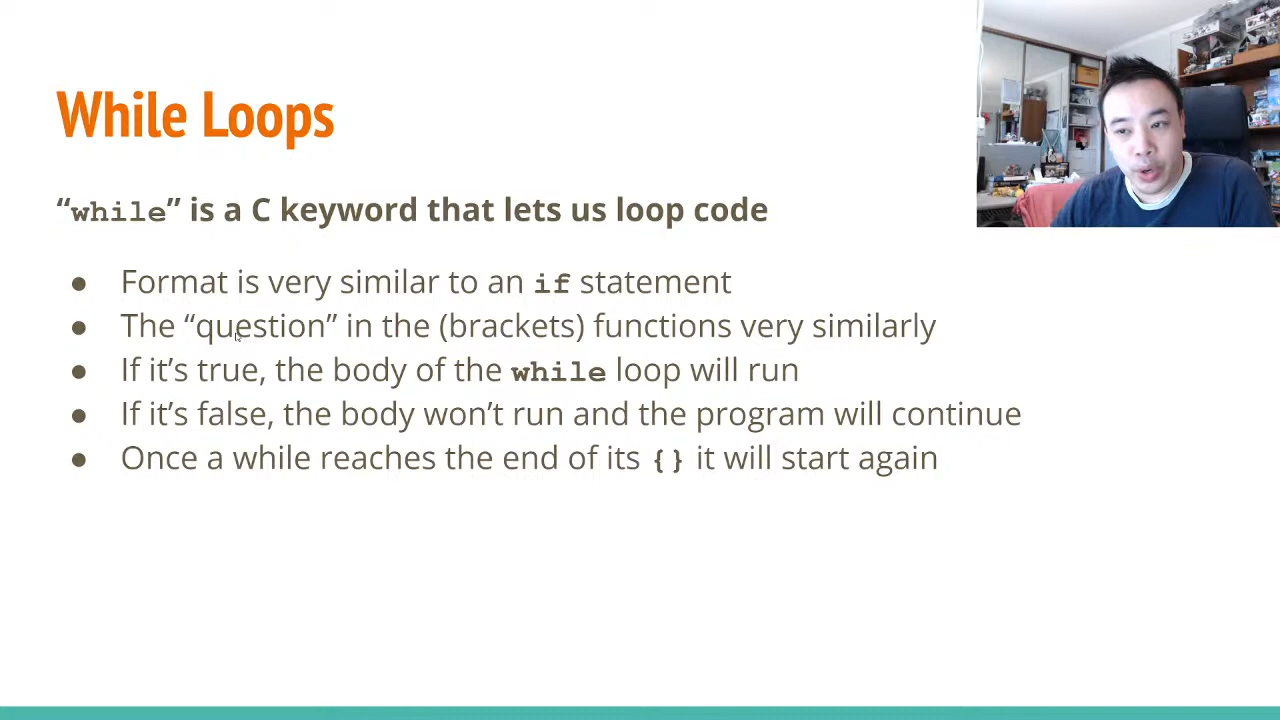 While Loops
“while” is a C keyword that lets us loop code
● Format is very similar to an if statement
● The “question” in the (brackets) functions very similarly
● If it’s true, the body of the while loop will run
● If it’s false, the body won’t run and the program will continue
● Once a while reaches the end of its {} it will start again